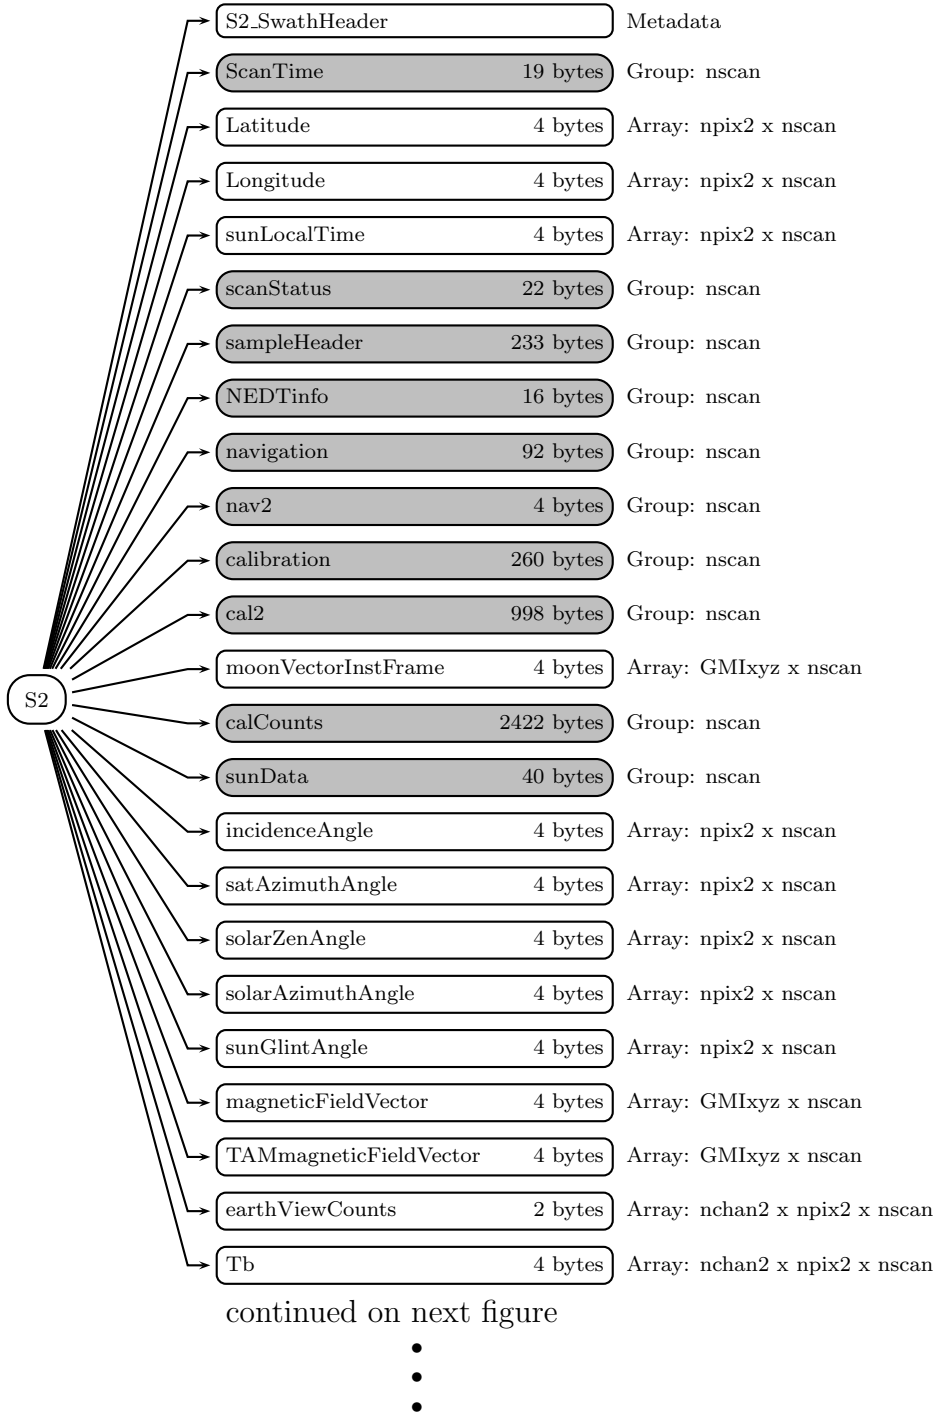 S2_SwathHeader Metadata
ScanTime 19 bytes Group: nscan
Latitude 4 bytes Array: npix2 x nscan
Longitude 4 bytes Array: npix2 x nscan
sunLocalTime 4 bytes Array: npix2 x nscan
scanStatus 22 bytes Group: nscan
sampleHeader 233 bytes Group: nscan
NEDTinfo 16 bytes Group: nscan
navigation 92 bytes Group: nscan
nav2 4 bytes Group: nscan
calibration 260 bytes Group: nscan
cal2 998 bytes Group: nscan
moonVectorInstFrame 4 bytes Array: GMIxyz x nscan
S2
calCounts 2422 bytes Group: nscan
sunData 40 bytes Group: nscan
incidenceAngle 4 bytes Array: npix2 x nscan
satAzimuthAngle 4 bytes Array: npix2 x nscan
solarZenAngle 4 bytes Array: npix2 x nscan
solarAzimuthAngle 4 bytes Array: npix2 x nscan
sunGlintAngle 4 bytes Array: npix2 x nscan
magneticFieldVector 4 bytes Array: GMIxyz x nscan
TAMmagneticFieldVector 4 bytes Array: GMIxyz x nscan
earthViewCounts 2 bytes Array: nchan2 x npix2 x nscan
Tb 4 bytes Array: nchan2 x npix2 x nscan
continued on next figure